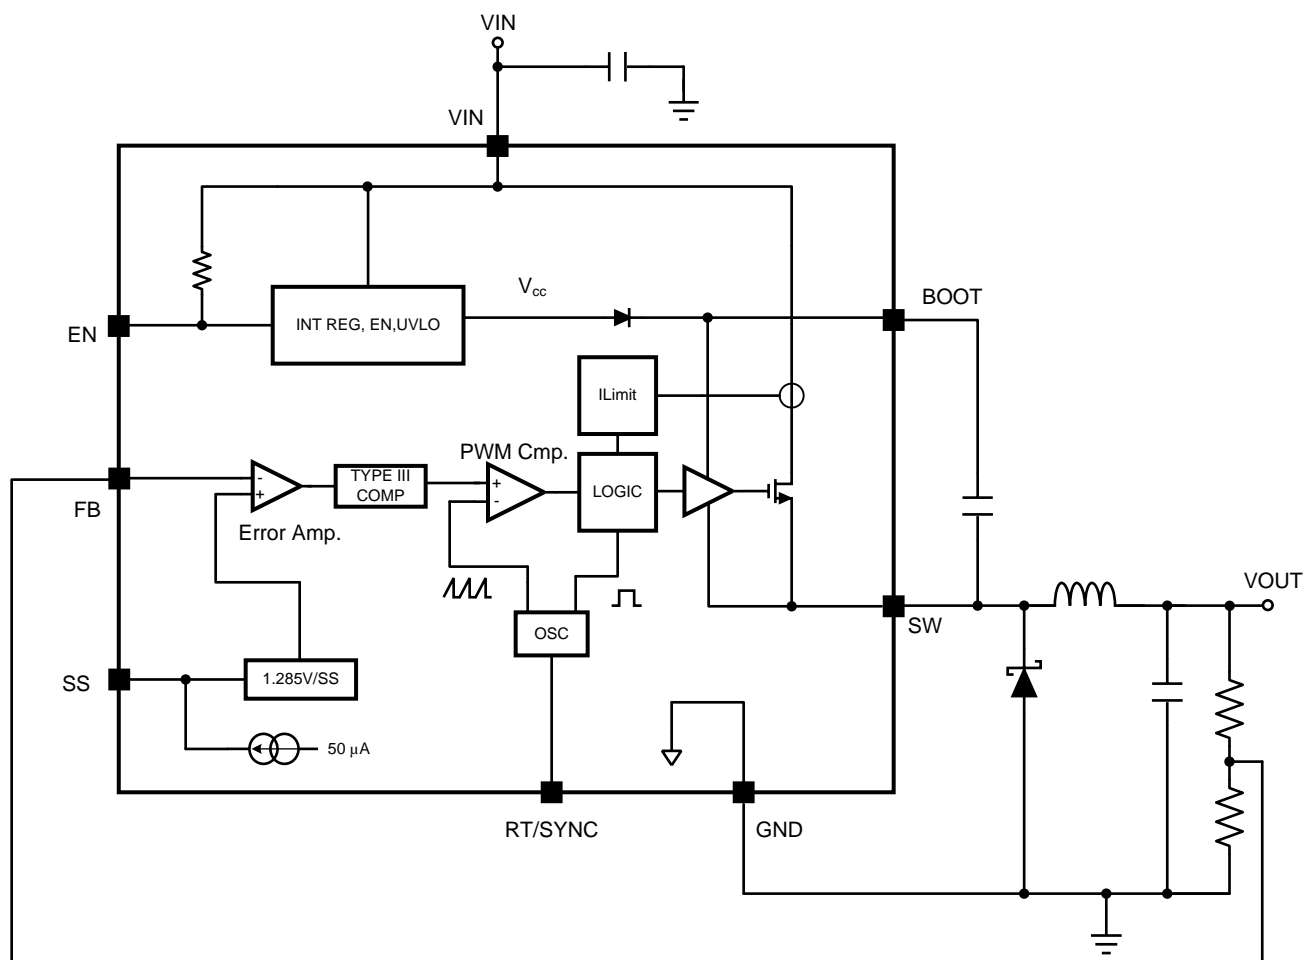 VIN
VIN
V_cc
BOOT
EN
INT REG, EN,UVLO
ILimit
PWM Cmp.
TYPE III
COMP
LOGIC
FB
-
+
+
-
Error Amp.
VOUT
OSC
SW
SS
1.285V/SS
50 µA
RT/SYNC
GND